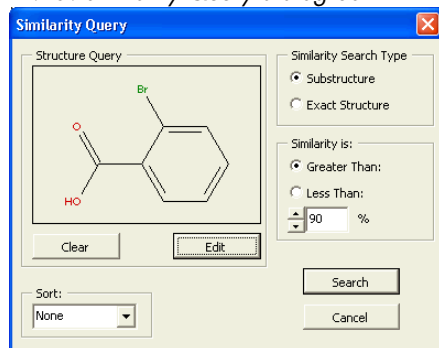 Similarity Query
Structure Query
Br
O
HO
Clear
Edit
Sort:
None
Similarity Search Type
Substructure
Exact Structure
Similarity is:
Greater Than:
Less Than:
90 %
Search
Cancel